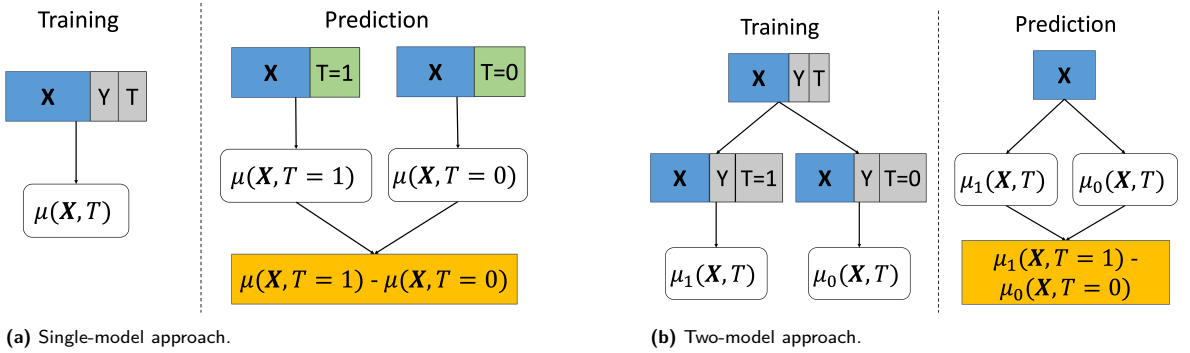 Training
Prediction
X Y T
X T=1
X T=0
μ(X, T)
μ(X, T = 1)
μ(X, T = 0)
μ(X, T = 1) - μ(X, T = 0)
(a) Single-model approach.
Training
Prediction
X Y T
X
X Y T=1
X Y T=0
μ₁(X, T)
μ₀(X, T)
μ₁(X, T)
μ₀(X, T)
μ₁(X, T = 1) -
μ₀(X, T = 0)
(b) Two-model approach.